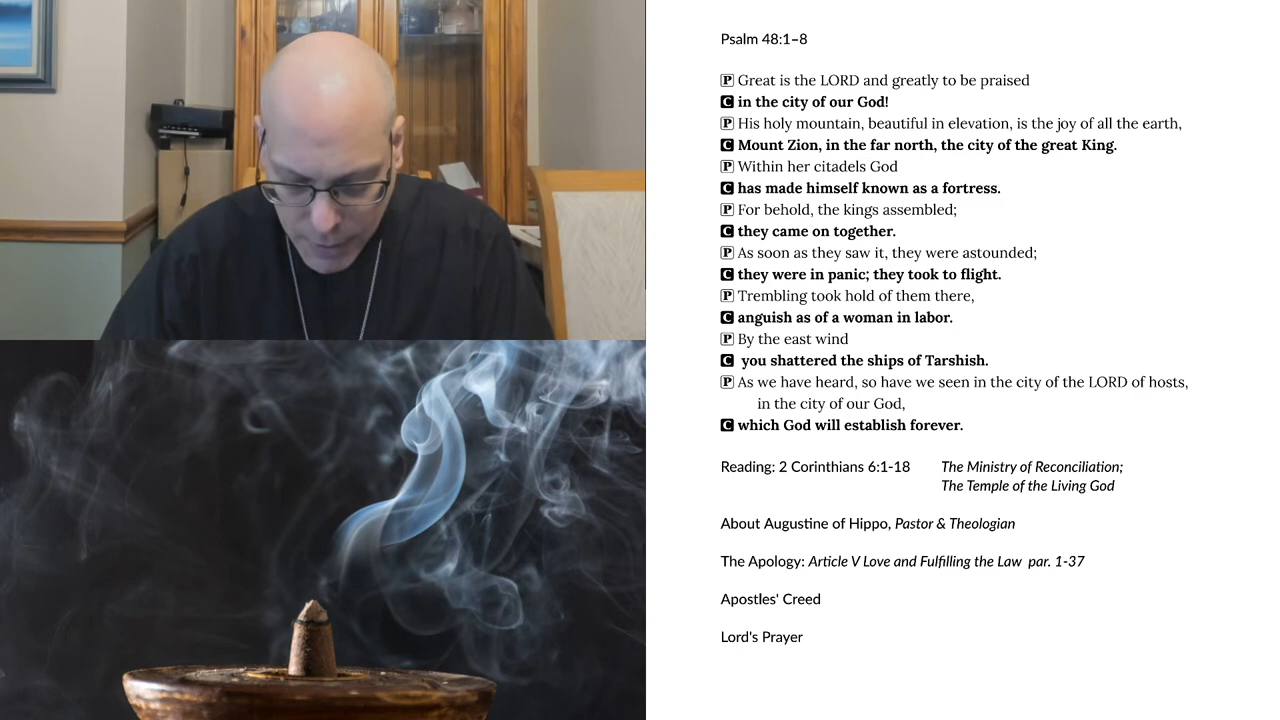 Psalm 48:1–8
P Great is the LORD and greatly to be praised
C in the city of our God!
P His holy mountain, beautiful in elevation, is the joy of all the earth,
C Mount Zion, in the far north, the city of the great King.
P Within her citadels God
C has made himself known as a fortress.
P For behold, the kings assembled;
C they came on together.
P As soon as they saw it, they were astounded;
C they were in panic; they took to flight.
P Trembling took hold of them there,
C anguish as of a woman in labor.
P By the east wind
C you shattered the ships of Tarshish.
P As we have heard, so have we seen in the city of the LORD of hosts,
in the city of our God,
C which God will establish forever.
Reading: 2 Corinthians 6:1-18 The Ministry of Reconciliation;
The Temple of the Living God
About Augustine of Hippo, Pastor & Theologian
The Apology: Article V Love and Fulfilling the Law par. 1-37
Apostles' Creed
Lord's Prayer